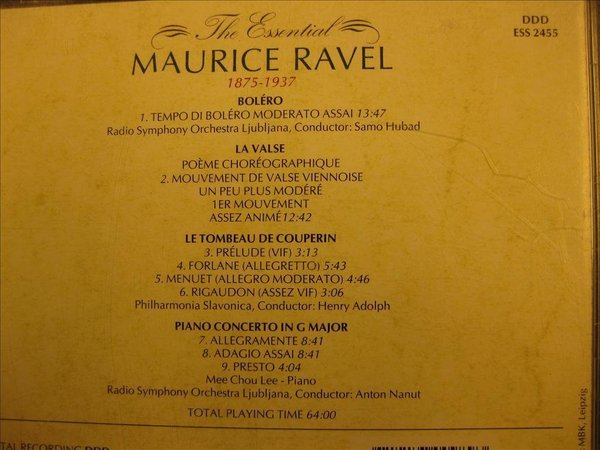 The Essential
MAURICE RAVEL
1875-1937
DDD
ESS 2455
BOLÉRO
1. TEMPO DI BOLÉRO MODERATO ASSAI 13:47
Radio Symphony Orchestra Ljubljana, Conductor: Samo Hubad
LA VALSE
POÈME CHORÉOGRAPHIQUE
2. MOUVEMENT DE VALSE VIENNOISE
UN PEU PLUS MODÉRÉ
1ER MOUVEMENT
ASSEZ ANIMÉ 12:42
LE TOMBEAU DE COUPERIN
3. PRÉLUDE (VIF) 3:13
4. FORLANE (ALLEGRETTO) 5:43
5. MENUET (ALLEGRO MODERATO) 4:46
6. RIGAUDON (ASSEZ VIF) 3:06
Philharmonia Slavonica, Conductor: Henry Adolph
PIANO CONCERTO IN G MAJOR
7. ALLEGRAMENTE 8:41
8. ADAGIO ASSAI 8:41
9. PRESTO 4:04
Mee Chou Lee - Piano
Radio Symphony Orchestra Ljubljana, Conductor: Anton Nanut
TOTAL PLAYING TIME 64:00
MBK, Leipzig
RECORDING DDD